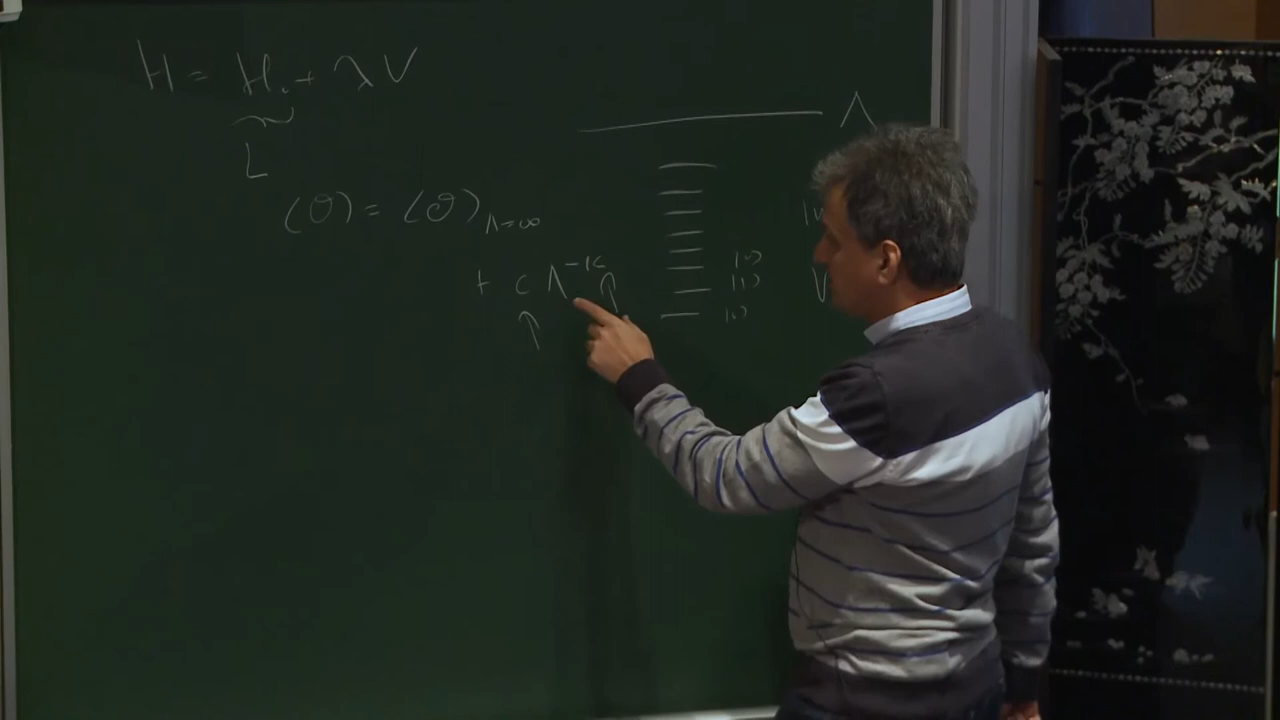 H = H₀ + λV
L
Λ
⟨O⟩ = ⟨O⟩_{Λ=∞}
+ c Λ^{-κ}